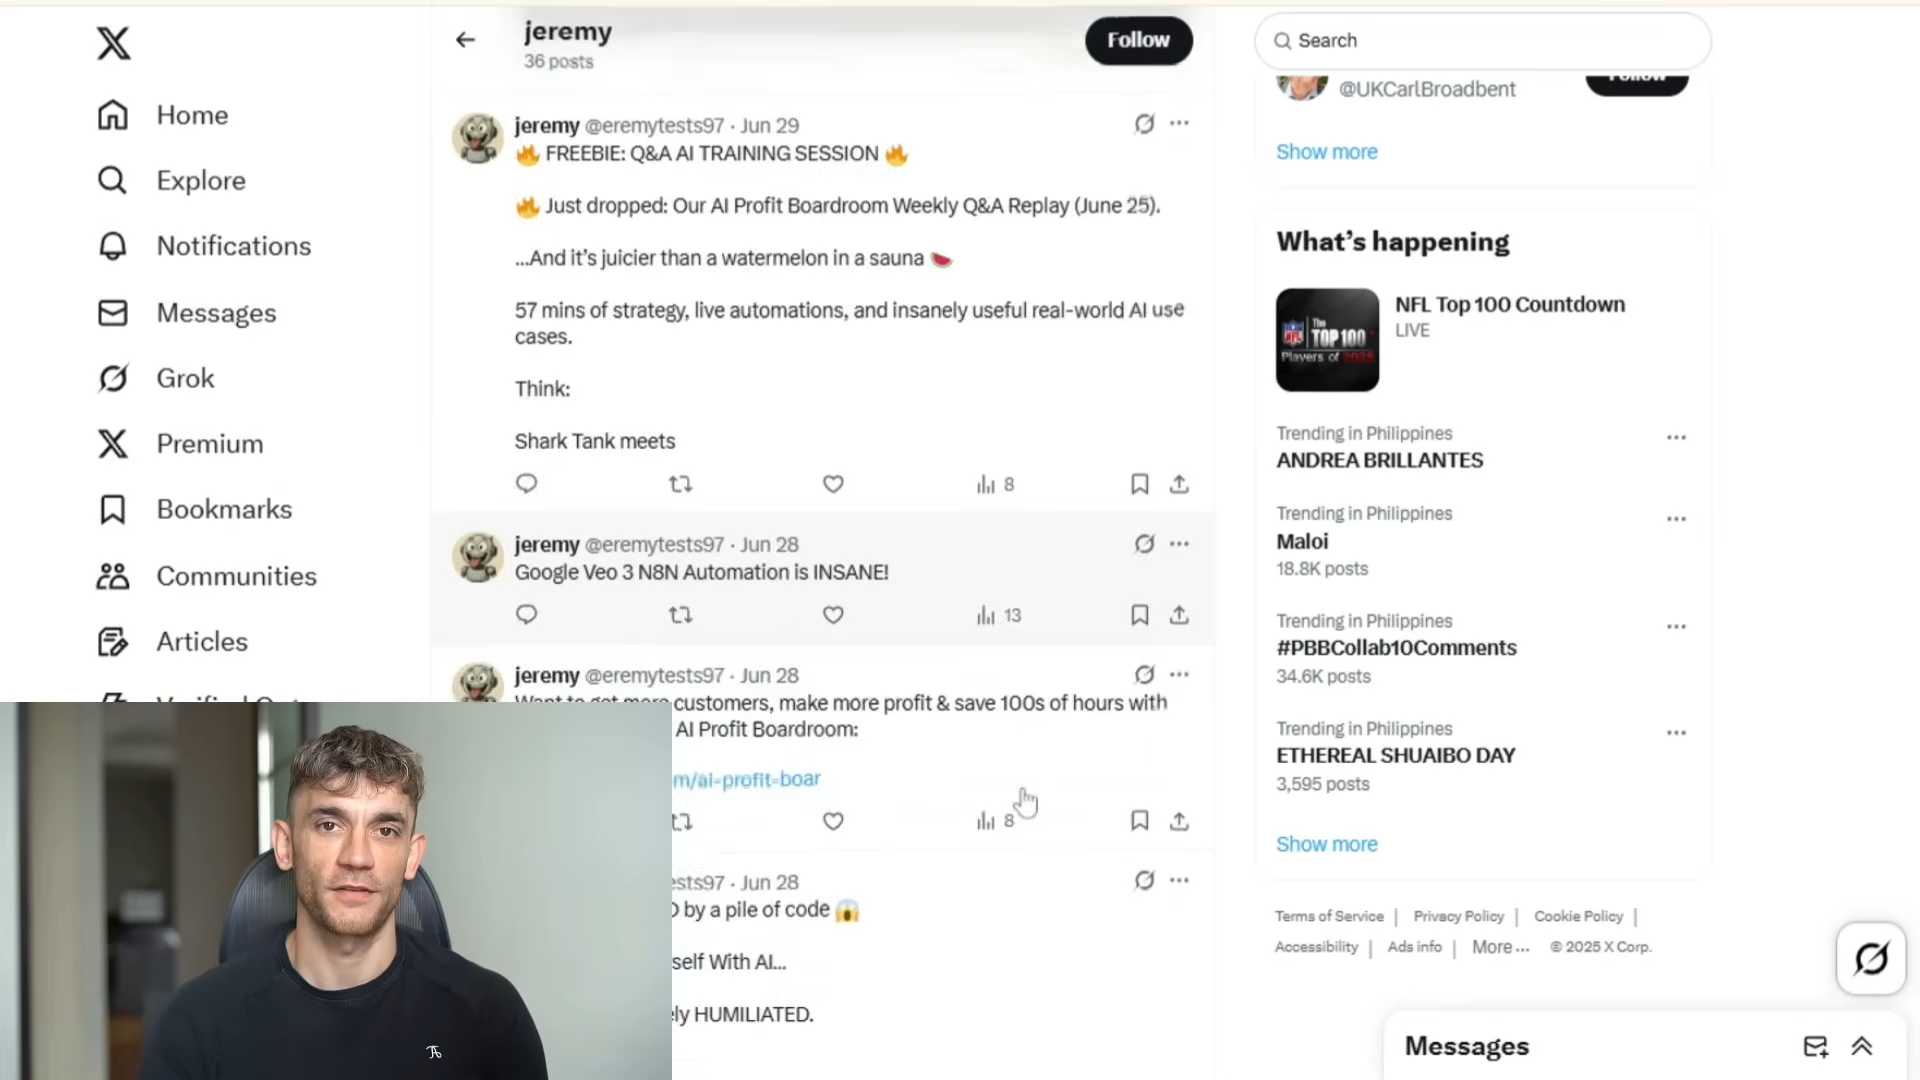 Home
Explore
Notifications
Messages
Grok
Premium
Bookmarks
Communities
Articles
jeremy
36 posts
Follow
jeremy @eremytests97 · Jun 29
🔥 FREEBIE: Q&A AI TRAINING SESSION 🔥
🔥 Just dropped: Our AI Profit Boardroom Weekly Q&A Replay (June 25).
...And it's juicier than a watermelon in a sauna 🍉
57 mins of strategy, live automations, and insanely useful real-world AI use
cases.
Think:
Shark Tank meets
8
jeremy @eremytests97 · Jun 28
Google Veo 3 N8N Automation is INSANE!
13
jeremy @eremytests97 · Jun 28
Want to get more customers, make more profit & save 100s of hours with
AI Profit Boardroom:
m/ai-profit-boar
8
ests97 · Jun 28
by a pile of code 😱
self With AI...
ly HUMILIATED.
Search
@UKCarlBroadbent
Follow
Show more
What's happening
The
TOP 100
Players of 2025
NFL Top 100 Countdown
LIVE
Trending in Philippines
ANDREA BRILLANTES
Trending in Philippines
Maloi
18.8K posts
Trending in Philippines
#PBBCollab10Comments
34.6K posts
Trending in Philippines
ETHEREAL SHUAIBO DAY
3,595 posts
Show more
Terms of Service | Privacy Policy | Cookie Policy |
Accessibility | Ads info | More ... © 2025 X Corp.
Messages